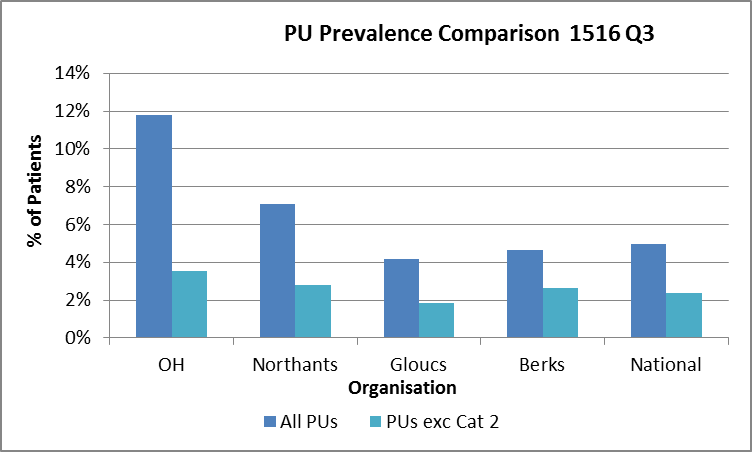 PU Prevalence Comparison 1516 Q3
14%
12%
10%
8%
6%
4%
2%
0%
% of Patients
OH Northants Gloucs Berks National
Organisation
All PUs PUs exc Cat 2